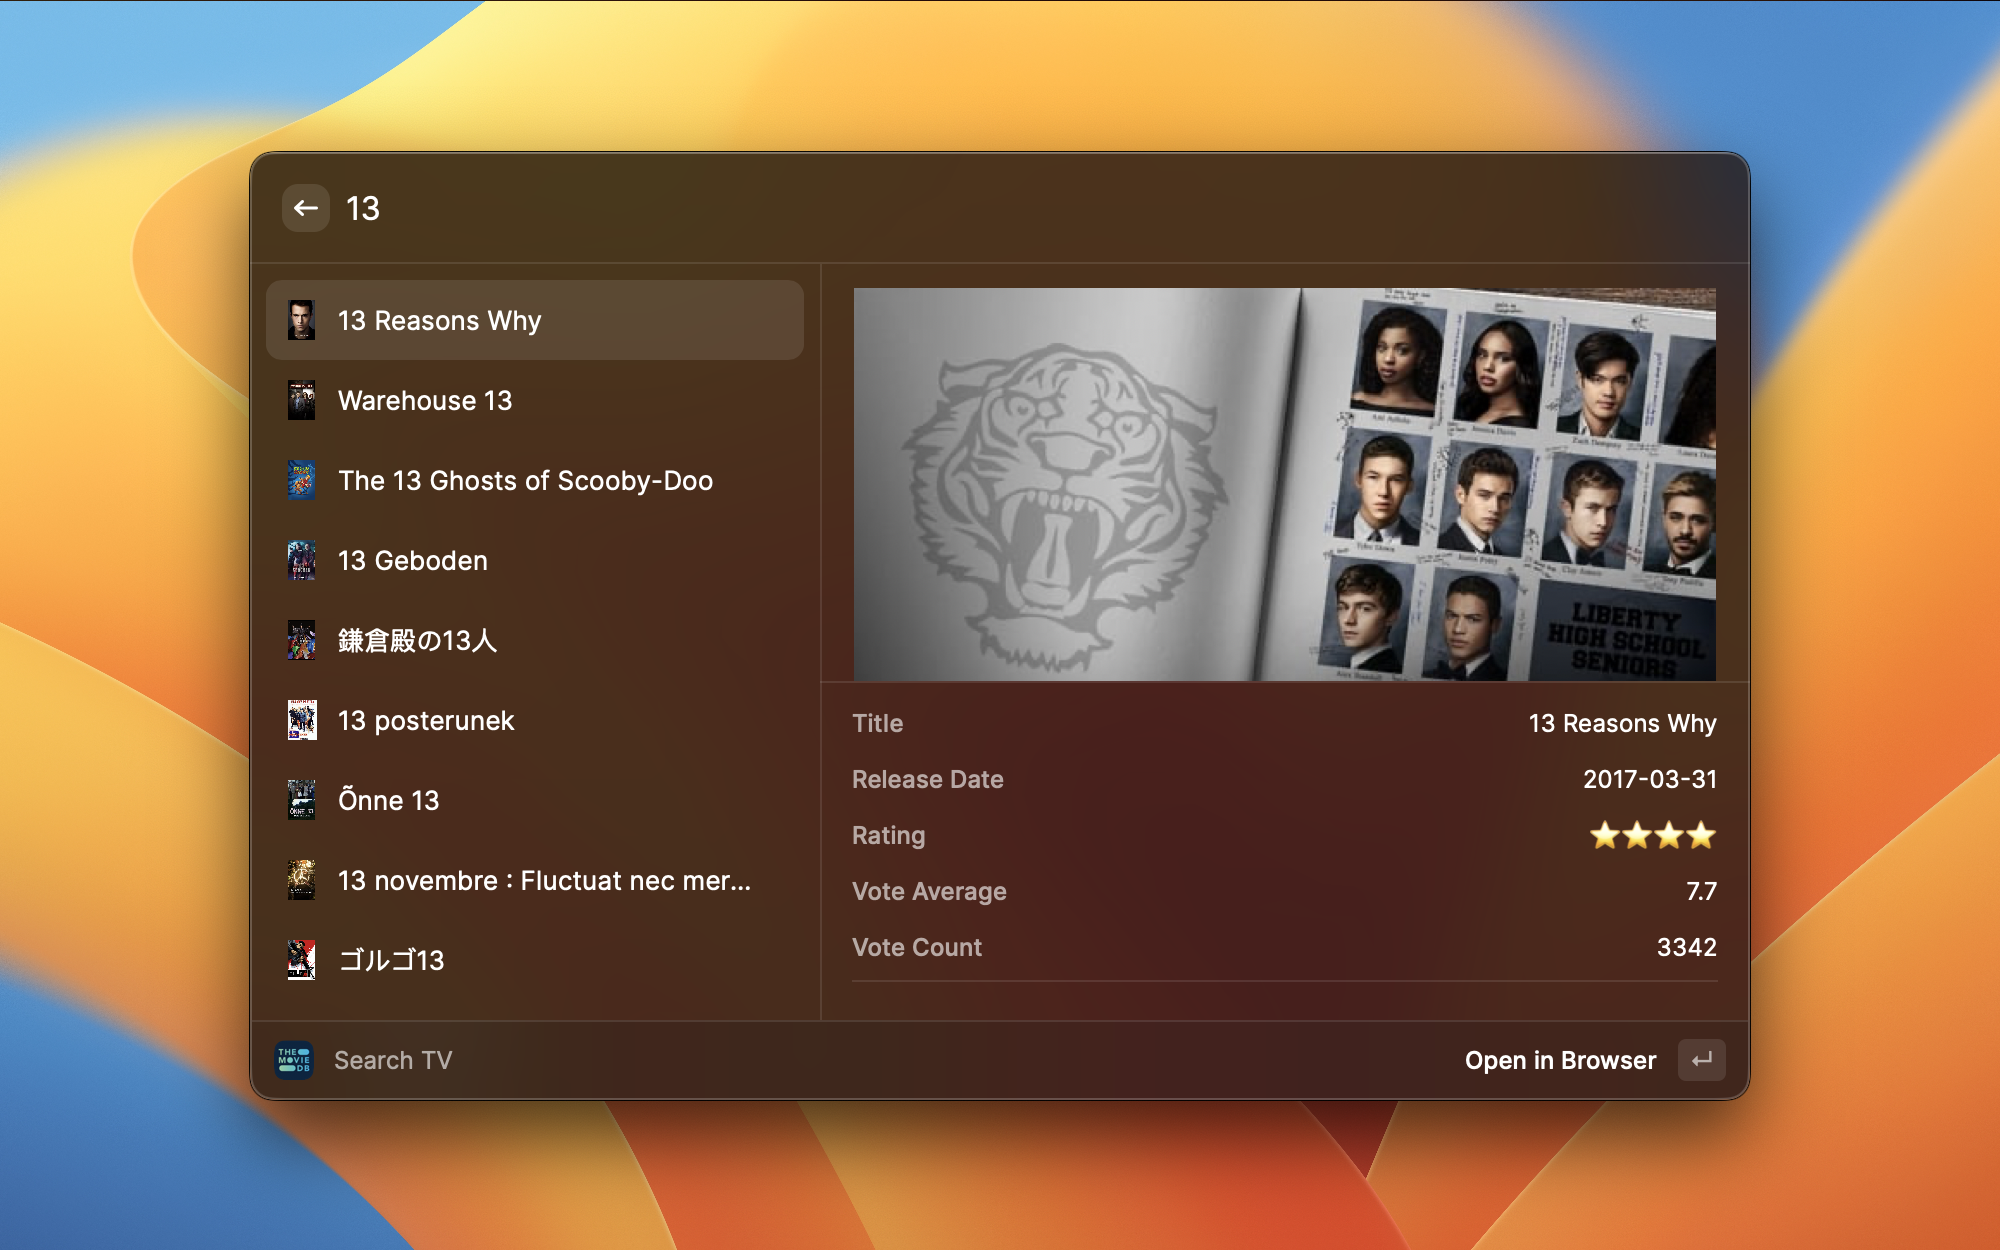 13
13 Reasons Why
Warehouse 13
The 13 Ghosts of Scooby-Doo
13 Geboden
鎌倉殿の13人
13 posterunek
Õnne 13
13 novembre : Fluctuat nec mer...
ゴルゴ13
LIBERTY
HIGH SCHOOL
SENIORS
Title
13 Reasons Why
Release Date
2017-03-31
Rating
Vote Average
7.7
Vote Count
3342
THE
MOVIE
DB
Search TV
Open in Browser